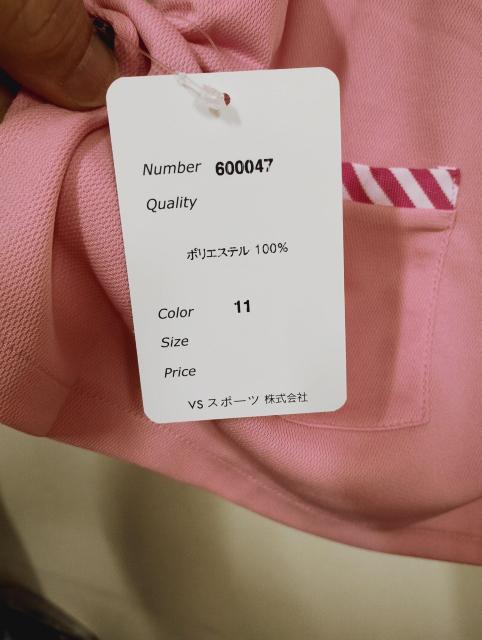 Number 600047
Quality
ポリエステル 100%
Color 11
Size
Price
VS スポーツ 株式会社